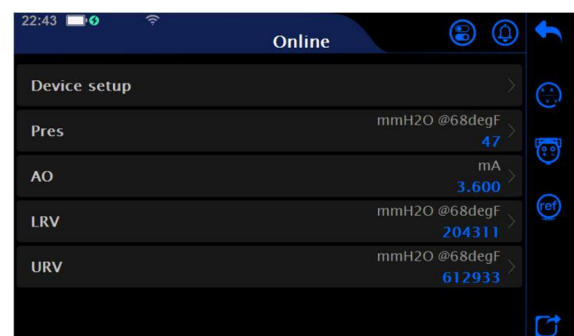 22:43
Online
Device setup
Pres
mmH2O @68degF
47
AO
mA
3.600
LRV
mmH2O @68degF
204311
URV
mmH2O @68degF
612933
ref